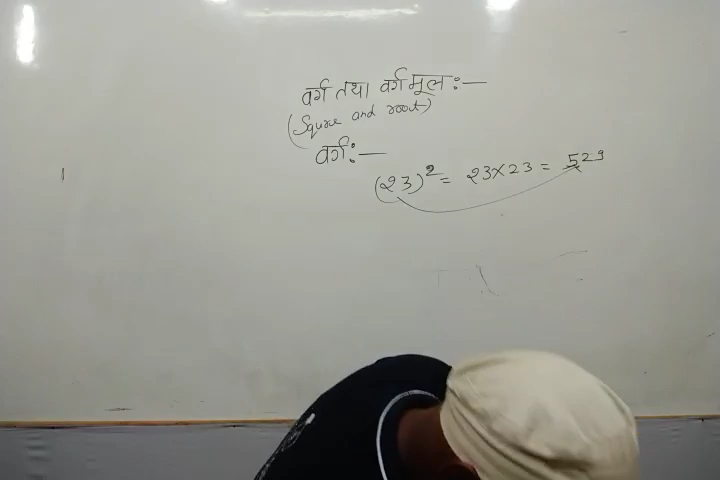 वर्ग तथा वर्गमूल :—
(Square and root)
वर्ग :—
(23)² = 23×23 = 529